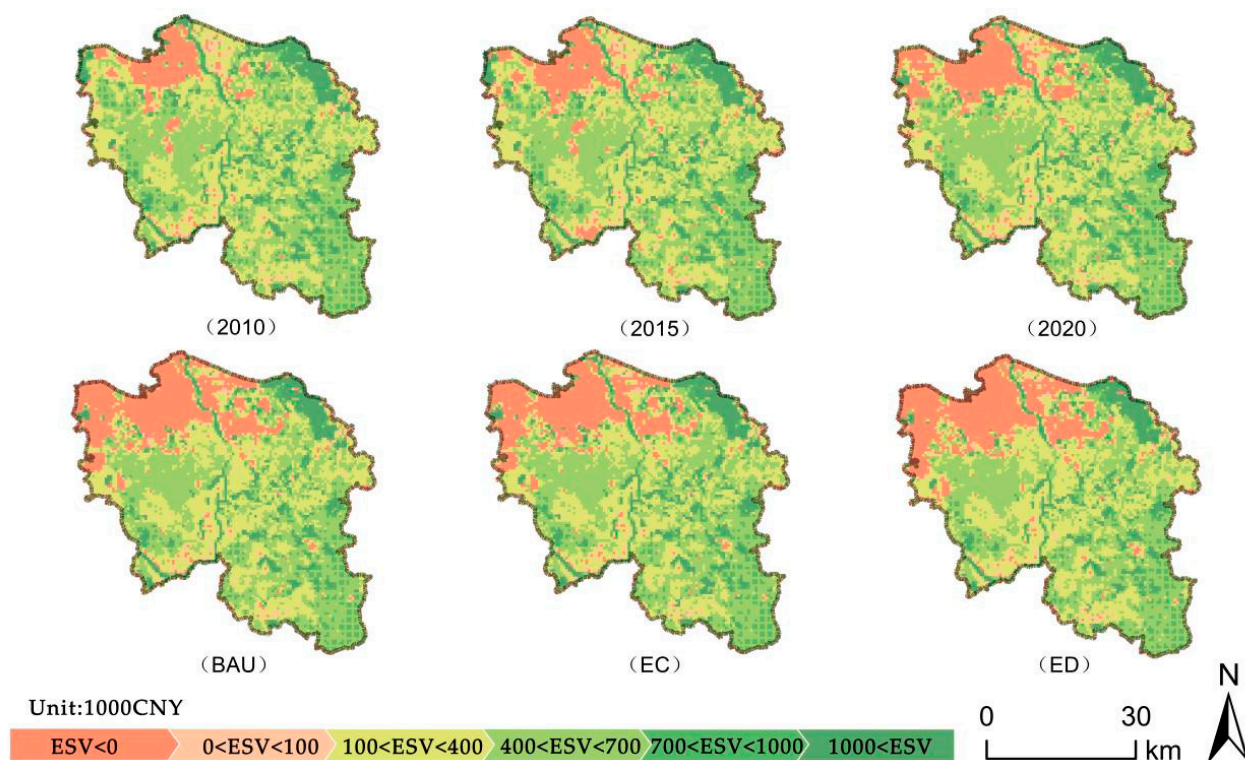 （2010）
（2015）
（2020）
（BAU）
（EC）
（ED）
Unit:1000CNY
ESV<0
0<ESV<100
100<ESV<400
400<ESV<700
700<ESV<1000
1000<ESV
0
30
km
N